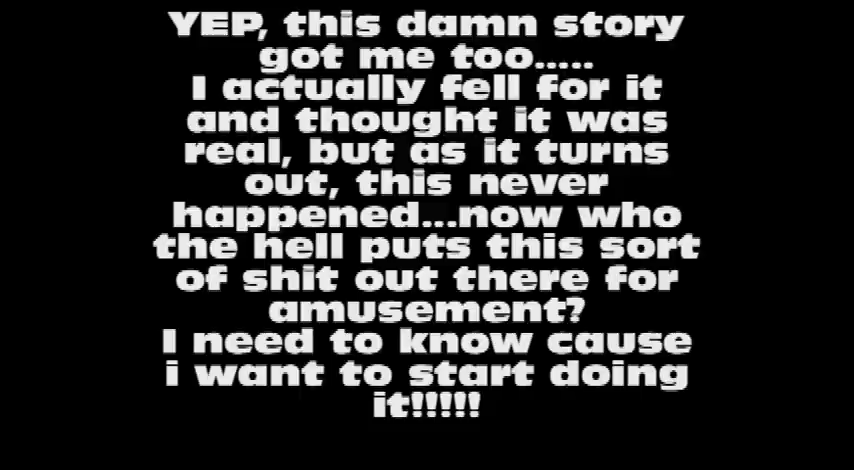 YEP, this damn story
got me too.....
I actually fell for it
and thought it was
real, but as it turns
out, this never
happened...now who
the hell puts this sort
of shit out there for
amusement?
I need to know cause
i want to start doing
it!!!!!